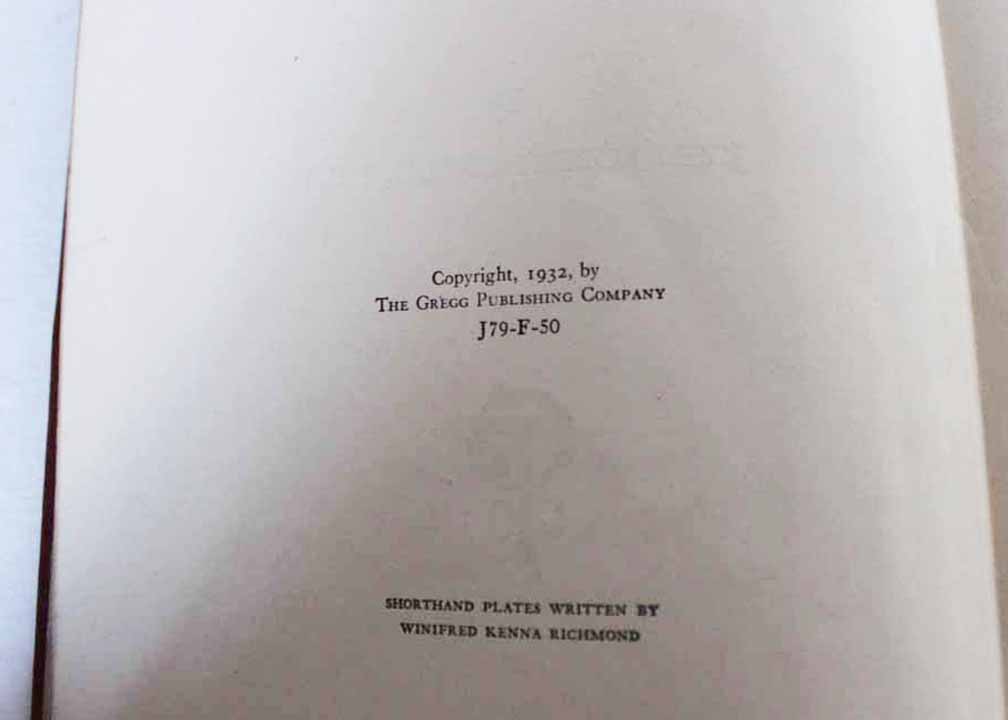 Copyright, 1932, by
THE GREGG PUBLISHING COMPANY
J79-F-50
SHORTHAND PLATES WRITTEN BY
WINIFRED KENNA RICHMOND